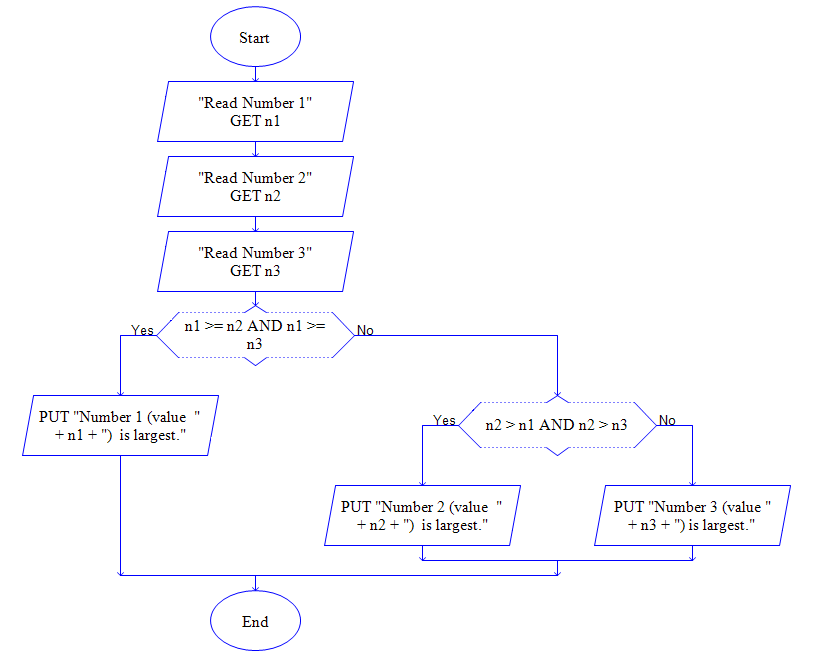 Start
"Read Number 1"
GET n1
"Read Number 2"
GET n2
"Read Number 3"
GET n3
n1 >= n2 AND n1 >=
n3
Yes
No
PUT "Number 1 (value  "
+ n1 + ")  is largest."
n2 > n1 AND n2 > n3
Yes
No
PUT "Number 2 (value  "
+ n2 + ")  is largest."
PUT "Number 3 (value "
+ n3 + ") is largest."
End